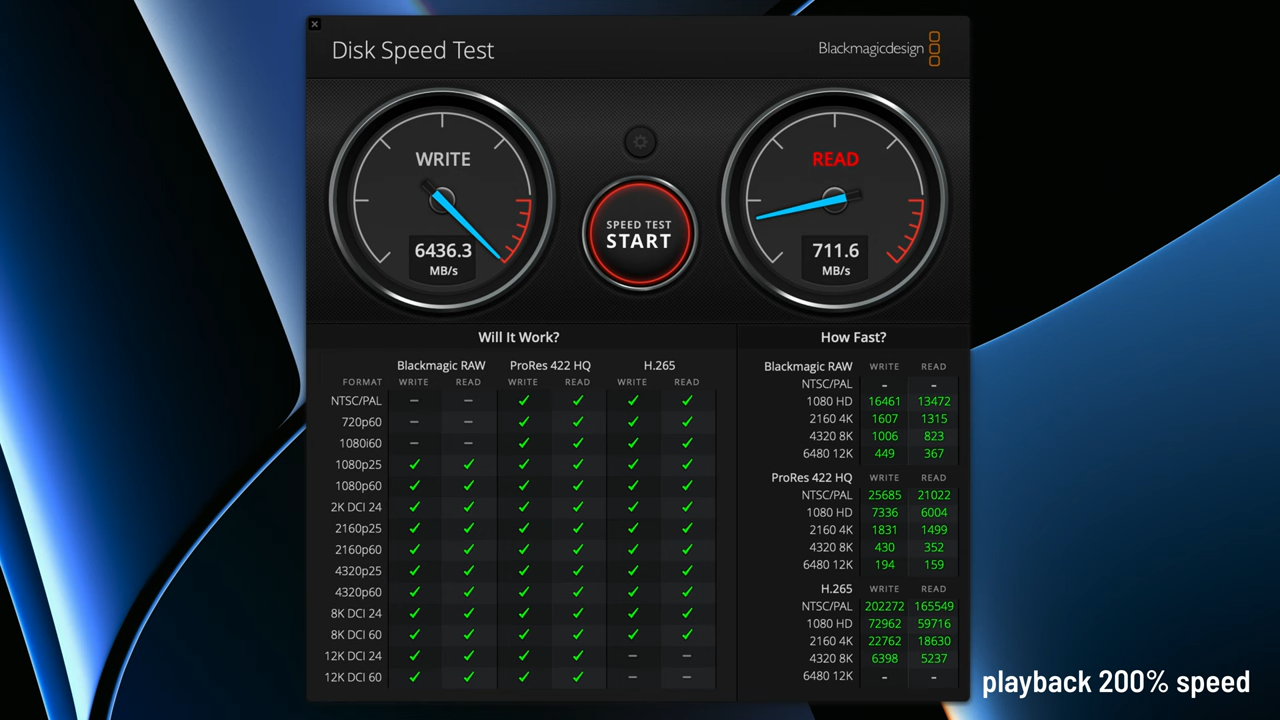 Disk Speed Test
Blackmagicdesign
WRITE
6436.3
MB/s
SPEED TEST
START
READ
711.6
MB/s
Will It Work?
Blackmagic RAW ProRes 422 HQ H.265
FORMAT WRITE READ WRITE READ WRITE READ
NTSC/PAL – – ✓ ✓ ✓ ✓
720p60 – – ✓ ✓ ✓ ✓
1080i60 – – ✓ ✓ ✓ ✓
1080p25 ✓ ✓ ✓ ✓ ✓ ✓
1080p60 ✓ ✓ ✓ ✓ ✓ ✓
2K DCI 24 ✓ ✓ ✓ ✓ ✓ ✓
2160p25 ✓ ✓ ✓ ✓ ✓ ✓
2160p60 ✓ ✓ ✓ ✓ ✓ ✓
4320p25 ✓ ✓ ✓ ✓ ✓ ✓
4320p60 ✓ ✓ ✓ ✓ ✓ ✓
8K DCI 24 ✓ ✓ ✓ ✓ ✓ ✓
8K DCI 60 ✓ ✓ ✓ ✓ ✓ ✓
12K DCI 24 ✓ ✓ ✓ ✓ – –
12K DCI 60 ✓ ✓ ✓ ✓ – –
How Fast?
Blackmagic RAW WRITE READ
NTSC/PAL - -
1080 HD 16461 13472
2160 4K 1607 1315
4320 8K 1006 823
6480 12K 449 367
ProRes 422 HQ WRITE READ
NTSC/PAL 25685 21022
1080 HD 7336 6004
2160 4K 1831 1499
4320 8K 430 352
6480 12K 194 159
H.265 WRITE READ
NTSC/PAL 202272 165549
1080 HD 72962 59716
2160 4K 22762 18630
4320 8K 6398 5237
6480 12K - -
playback 200% speed